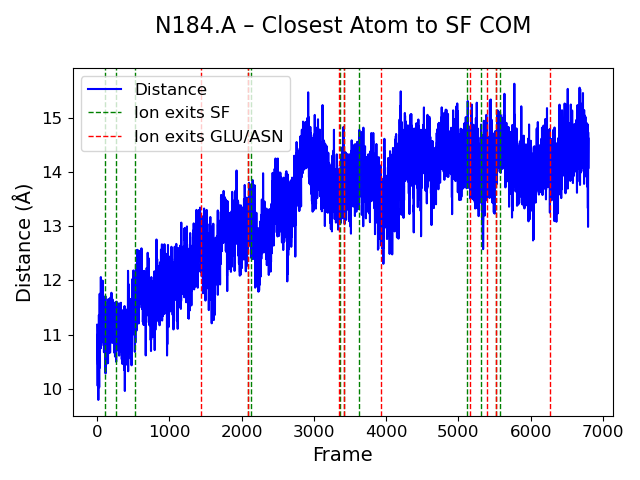 N184.A – Closest Atom to SF COM
Distance
Ion exits SF
Ion exits GLU/ASN
Distance (Å)
15
14
13
12
11
10
0 1000 2000 3000 4000 5000 6000 7000
Frame